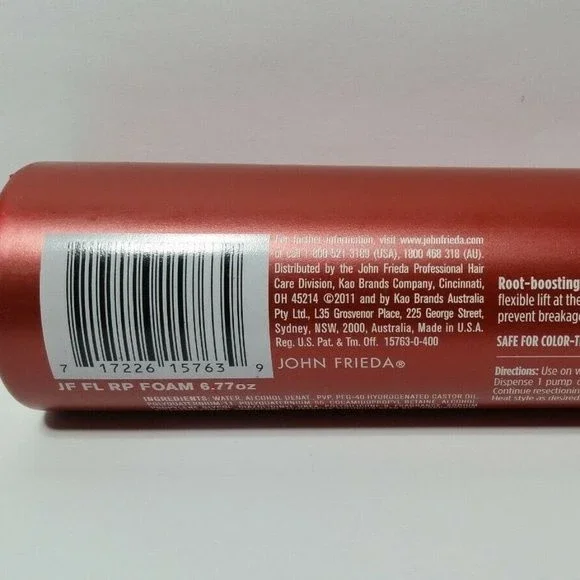 7 17226 15763 9
JF FL RP FOAM 6.77oz
For further information, visit www.johnfrieda.com
or call 1-800-521-3189 (USA), 1800 468 318 (AU).
Distributed by the John Frieda Professional Hair
Care Division, Kao Brands Company, Cincinnati,
OH 45214 ©2011 and by Kao Brands Australia
Pty Ltd., L35 Grosvenor Place, 225 George Street,
Sydney, NSW, 2000, Australia, Made in U.S.A.
Reg. U.S. Pat. & Tm. Off. 15763-0-400
JOHN FRIEDA®
INGREDIENTS: WATER, ALCOHOL DENAT., PVP, PEG-40 HYDROGENATED CASTOR OIL,
POLYQUATERNIUM-11, COCAMIDOPROPYL BETAINE, ALCOHOL,
Root-boosting
flexible lift at the
prevent breakage
SAFE FOR COLOR-T
Directions: Use on w
Dispense 1 pump
Continue resectionin
Heat style as desired